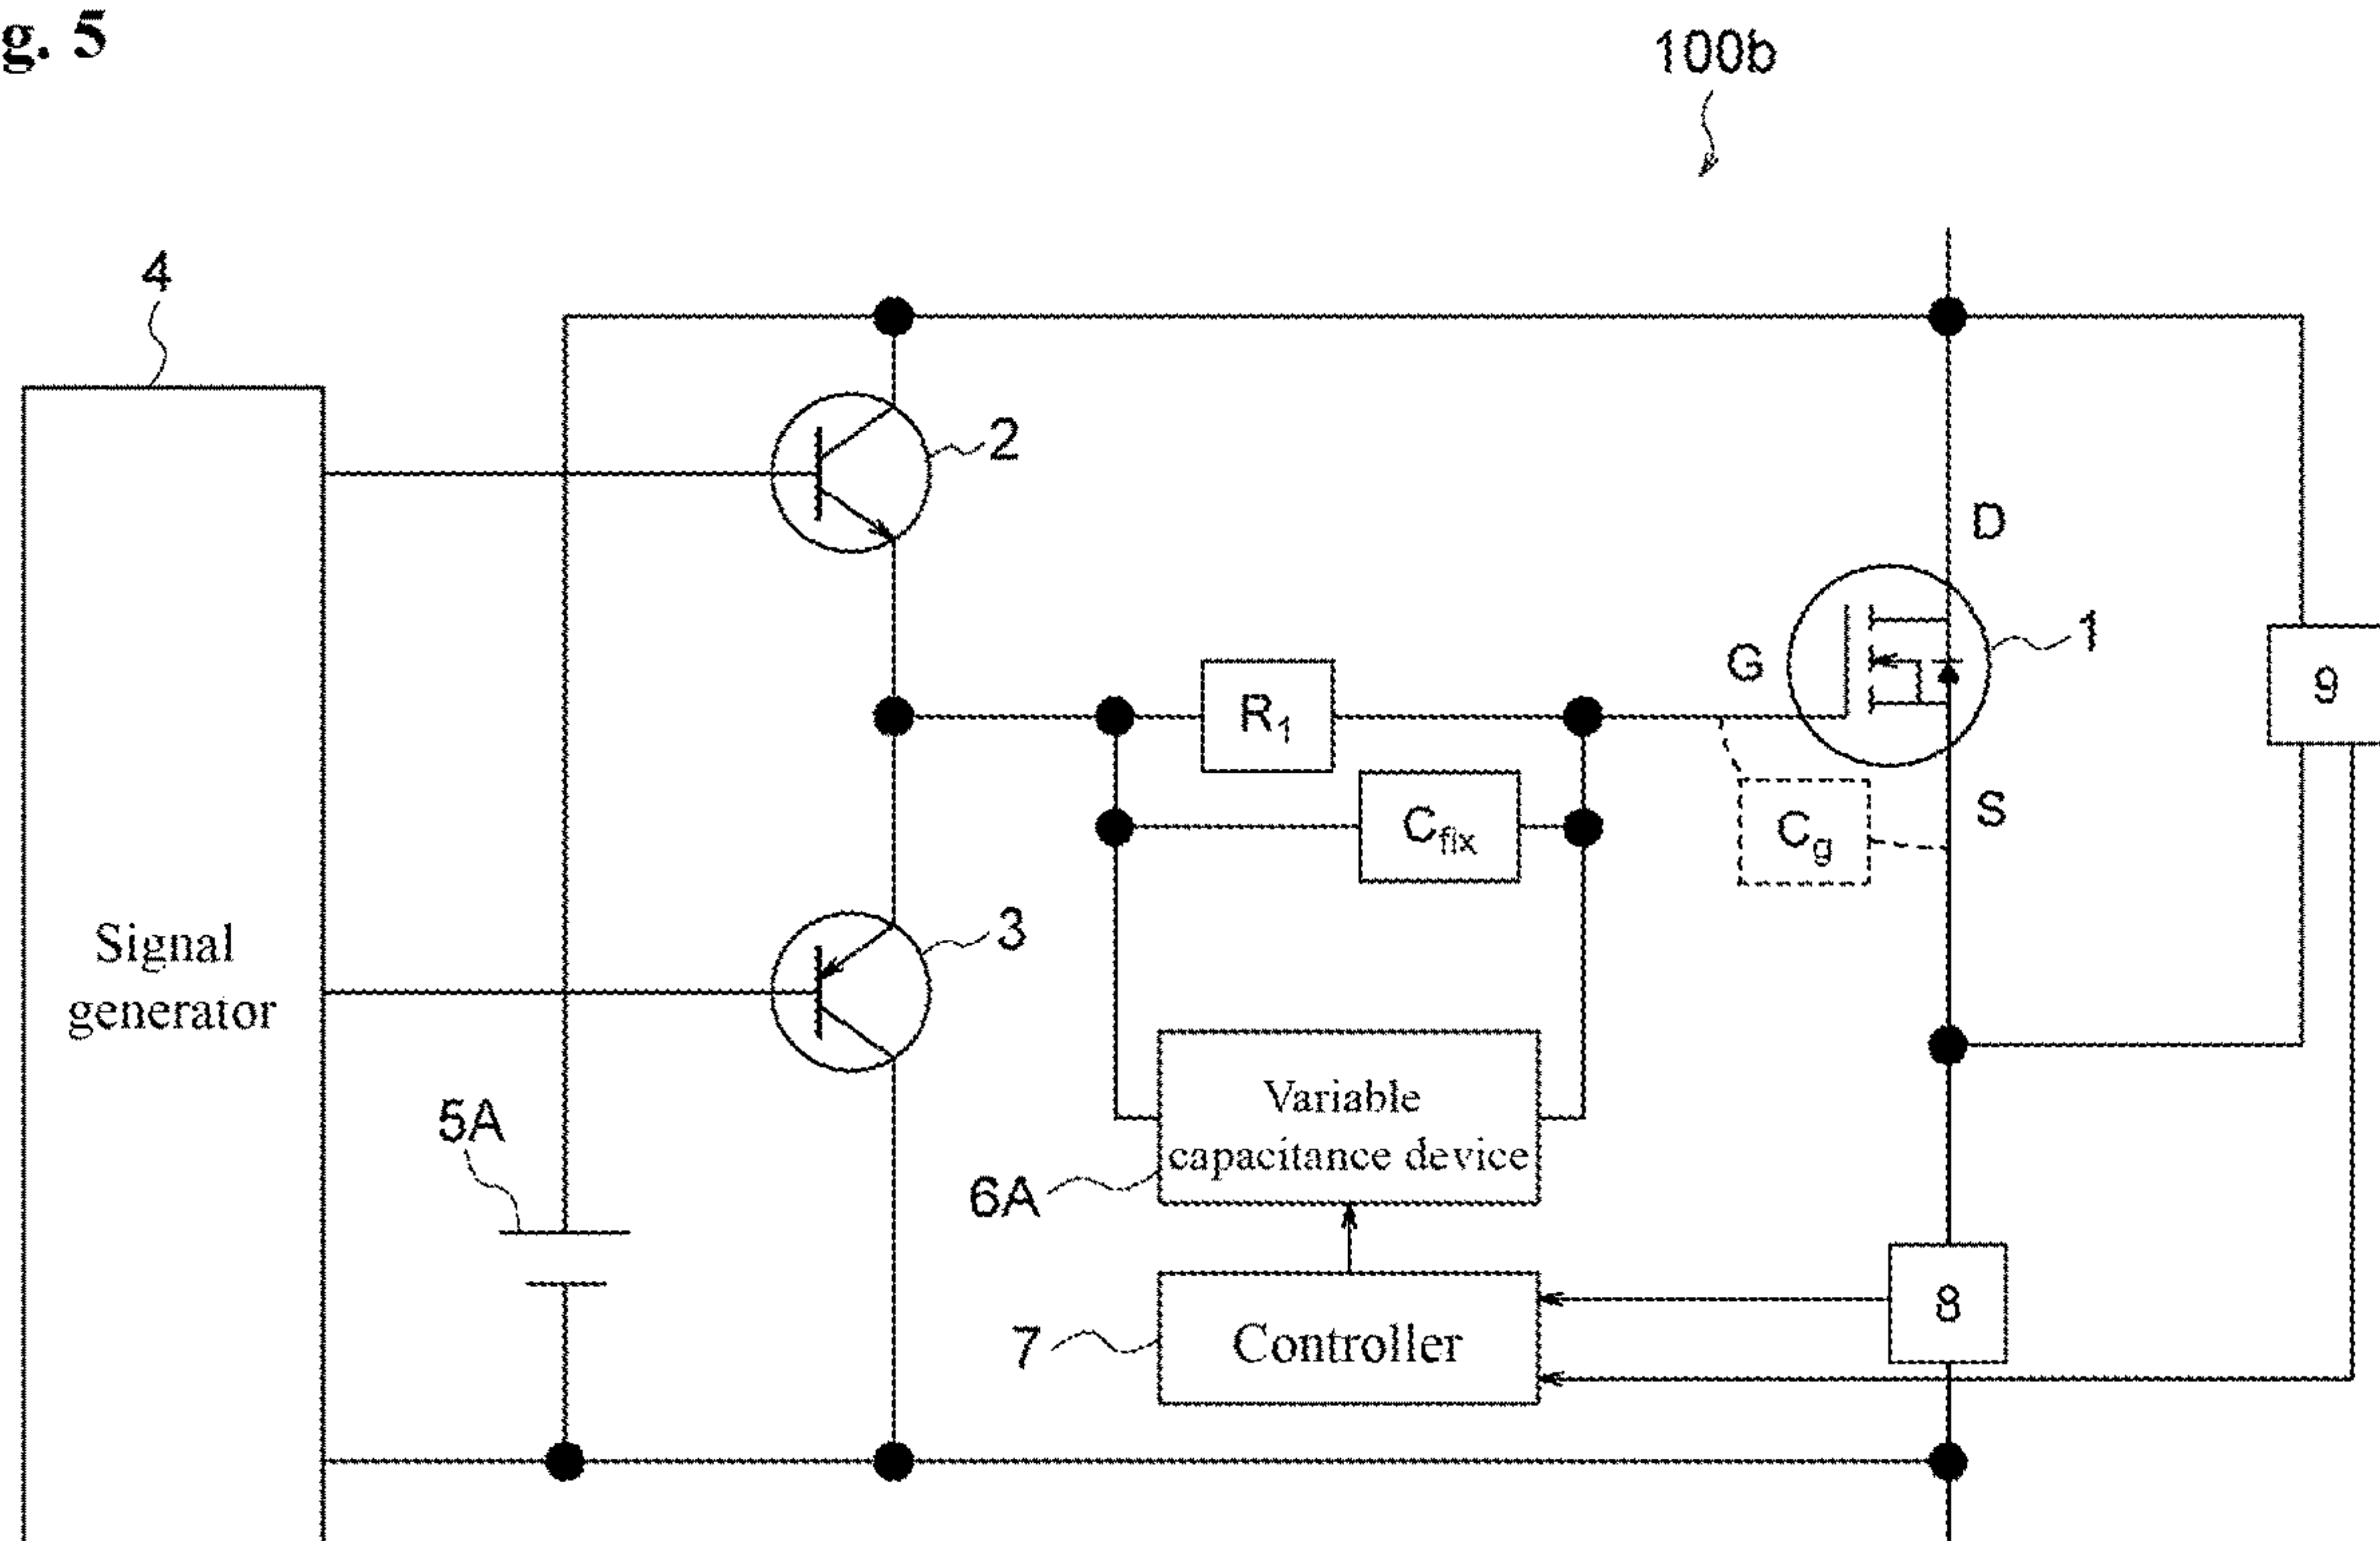 g. 5
100b
4
2
D
1
G
R1
9
Cfix
S
Cg
3
Signal
generator
Variable
capacitance device
5A
6A
8
7
Controller